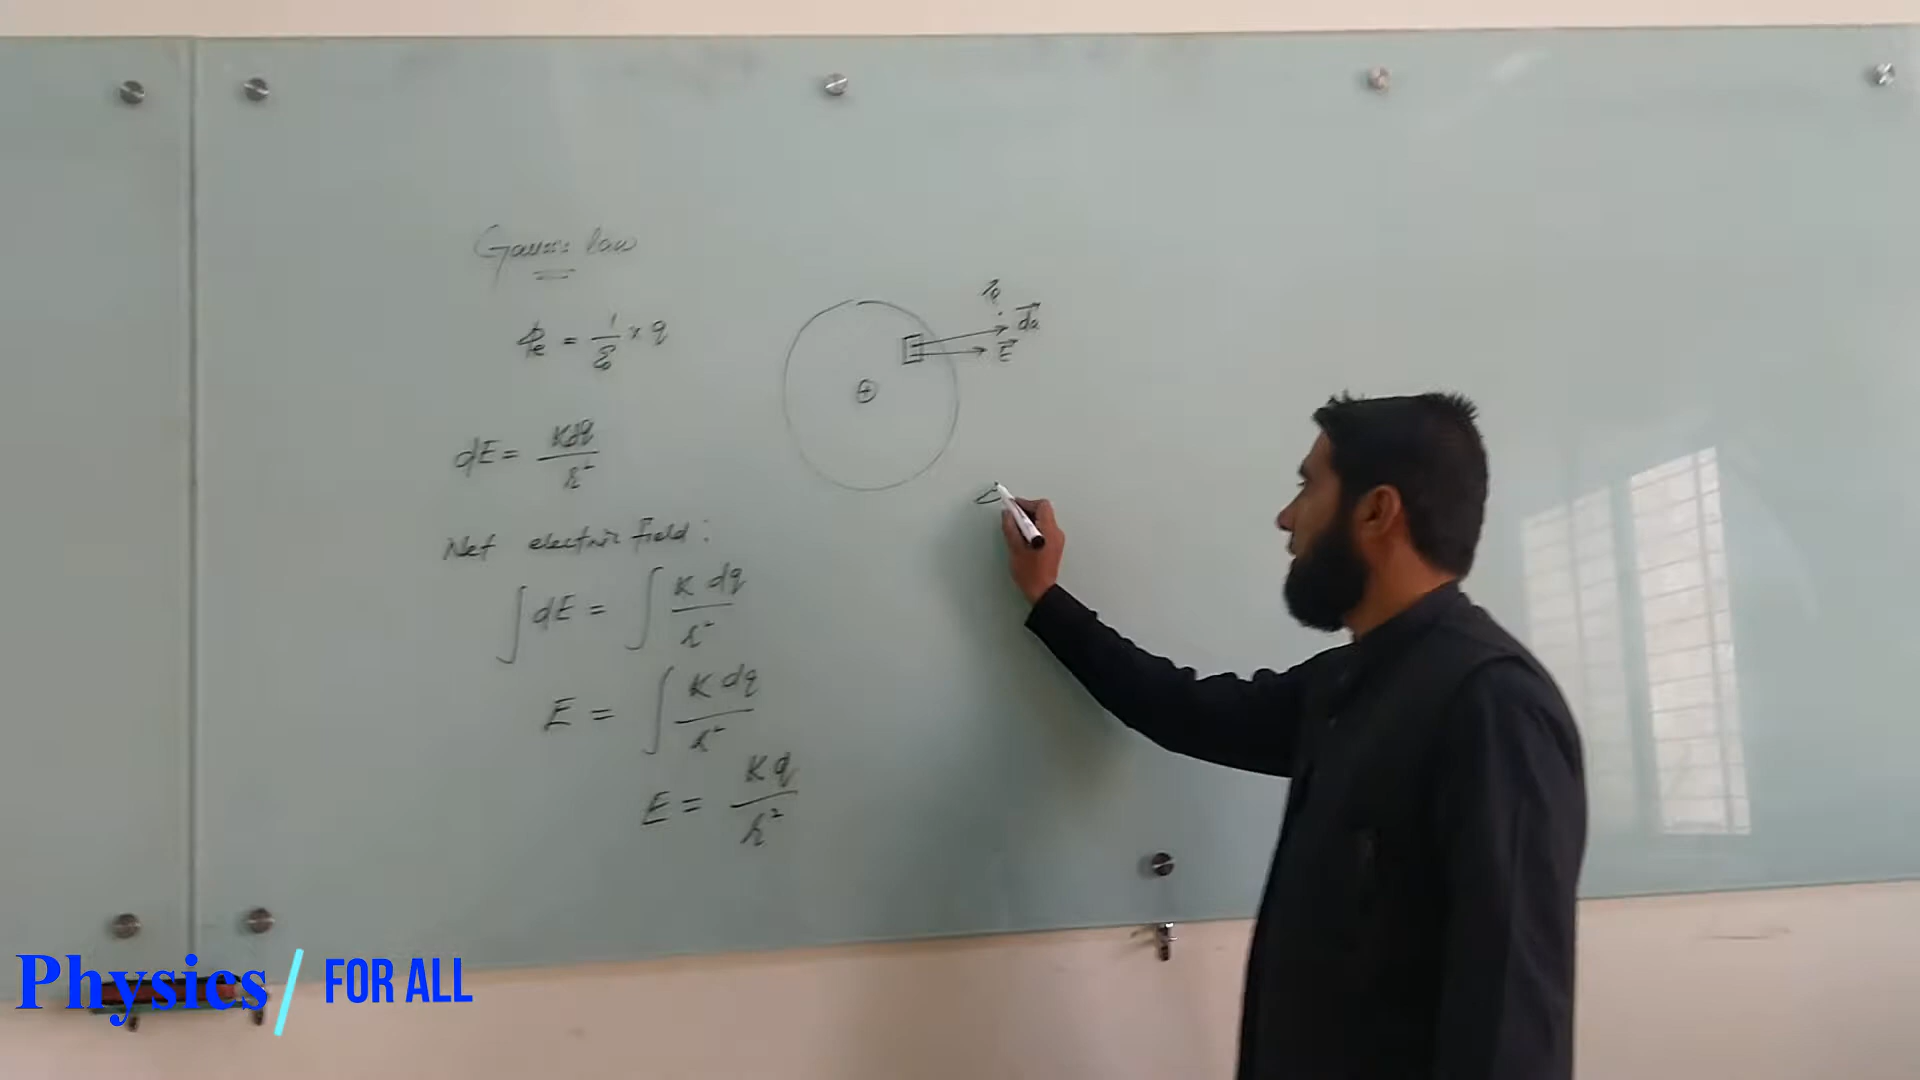 Gauss's law
ϕe = 1/ε₀ × q
dE = Kdq/r²
Net electric Field:
∫dE = ∫ K dq/r²
E = ∫ K dq/r²
E = Kq/r²
+
d⃗a
E⃗
Physics/ FOR ALL